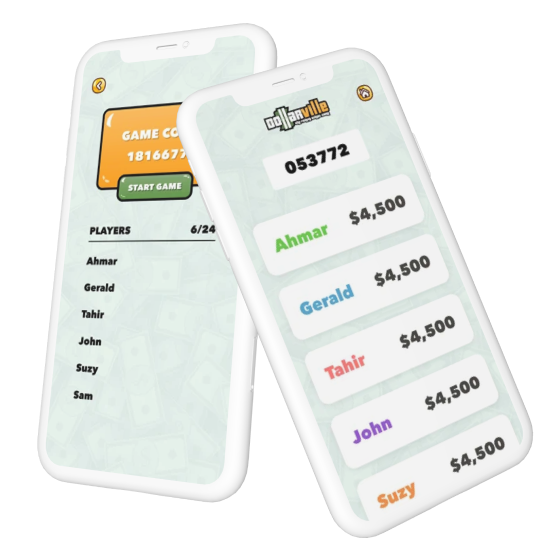 GAME CO
181667
START GAME
PLAYERS 6/24
Ahmar
Gerald
Tahir
John
Suzy
Sam
Dollarville
053772
Ahmar $4,500
Gerald $4,500
Tahir $4,500
John $4,500
Suzy $4,500